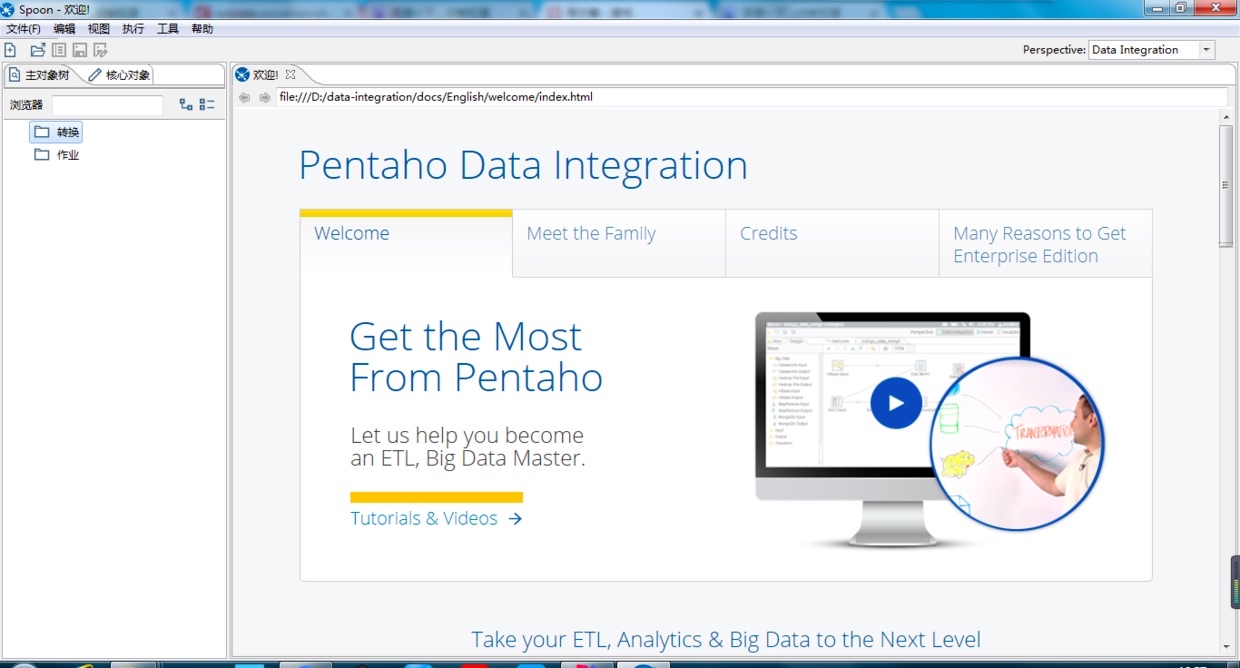 Spoon - 欢迎!
文件(F) 编辑 视图 执行 工具 帮助
Perspective: Data Integration
主对象树 核心对象
欢迎!
浏览器
file:///D:/data-integration/docs/English/welcome/index.html
转换
作业
Pentaho Data Integration
Welcome
Meet the Family
Credits
Many Reasons to Get
Enterprise Edition
Get the Most
From Pentaho
Let us help you become
an ETL, Big Data Master.
Tutorials & Videos
TRANSFORMATION
Take your ETL, Analytics & Big Data to the Next Level